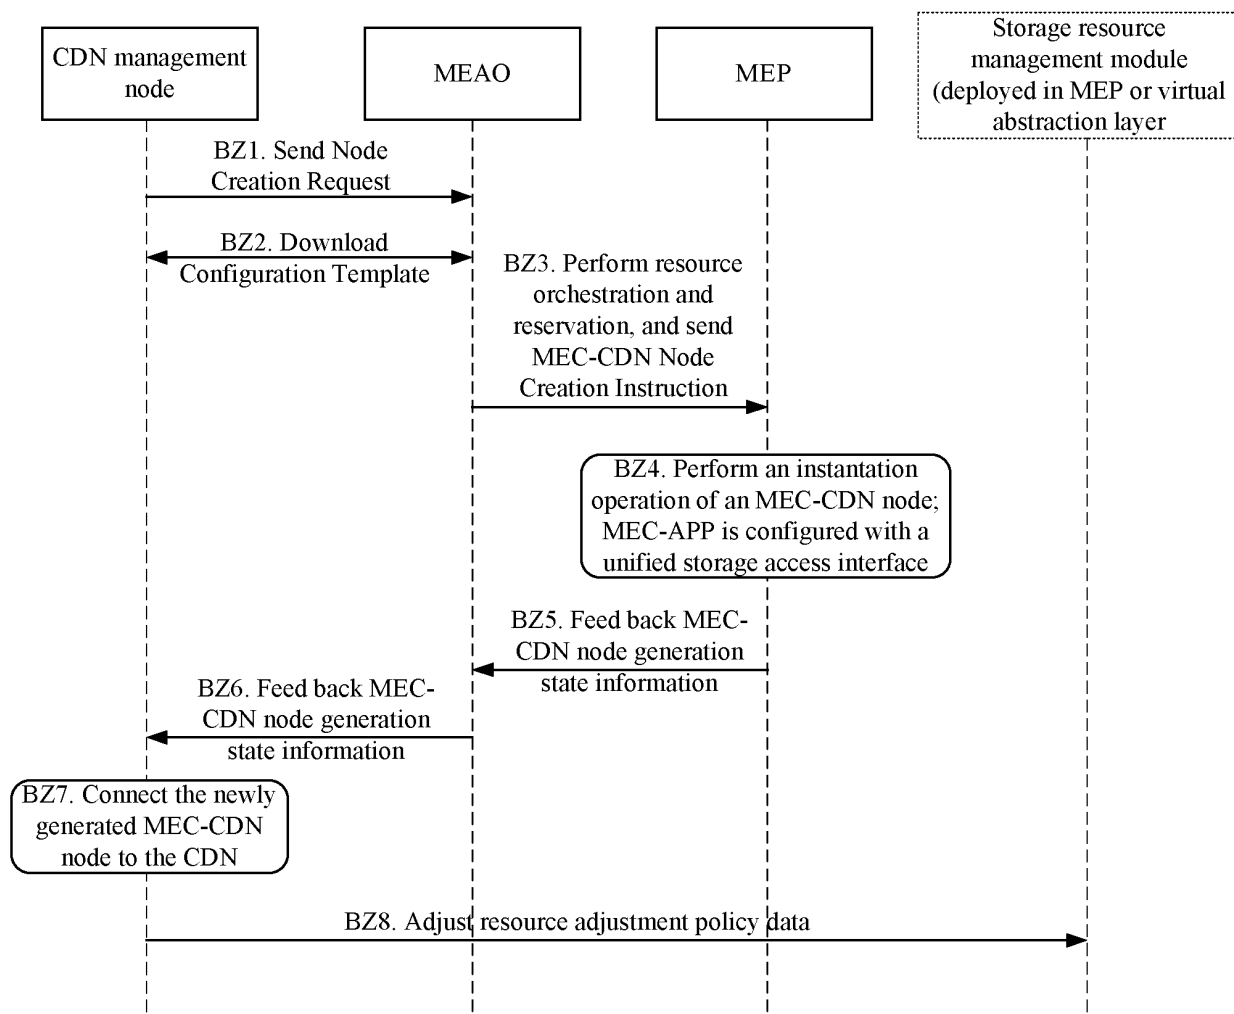 CDN management
node
MEAO
MEP
Storage resource
management module
(deployed in MEP or virtual
abstraction layer
BZ1. Send Node
Creation Request
BZ2. Download
Configuration Template
BZ3. Perform resource
orchestration and
reservation, and send
MEC-CDN Node
Creation Instruction
BZ4. Perform an instantation
operation of an MEC-CDN node;
MEC-APP is configured with a
unified storage access interface
BZ5. Feed back MEC-
CDN node generation
state information
BZ6. Feed back MEC-
CDN node generation
state information
BZ7. Connect the newly
generated MEC-CDN
node to the CDN
BZ8. Adjust resource adjustment policy data